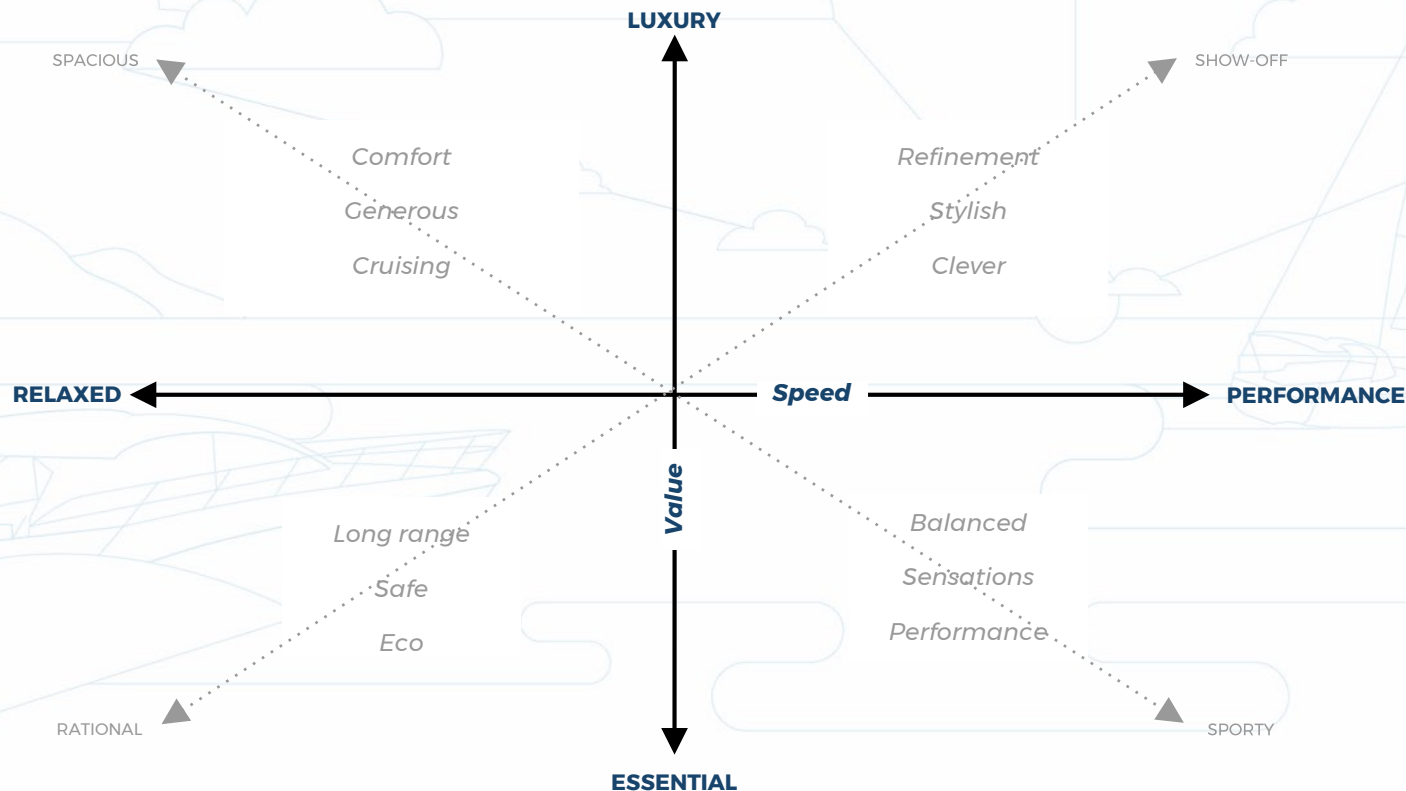 LUXURY
SPACIOUS
SHOW-OFF
Comfort
Generous
Cruising
Refinement
Stylish
Clever
RELAXED
Speed
PERFORMANCE
Value
Long range
Safe
Eco
Balanced
Sensations
Performance
RATIONAL
SPORTY
ESSENTIAL